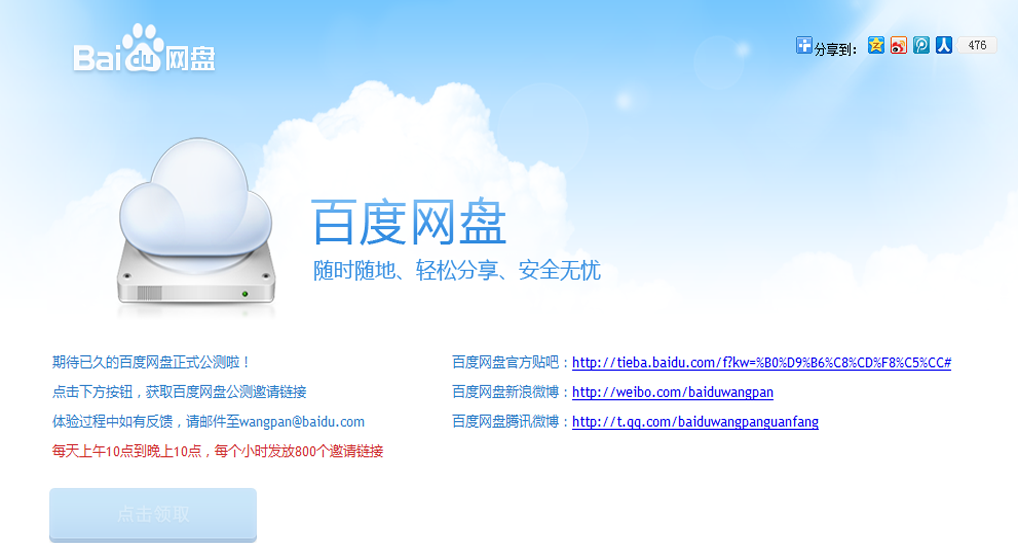 Baidu网盘
分享到：
476
百度网盘
随时随地、轻松分享、安全无忧
期待已久的百度网盘正式公测啦！
点击下方按钮，获取百度网盘公测邀请链接
体验过程中如有反馈，请邮件至wangpan@baidu.com
每天上午10点到晚上10点，每个小时发放800个邀请链接
百度网盘官方贴吧：http://tieba.baidu.com/f?kw=%B0%D9%B6%C8%CD%F8%C5%CC#
百度网盘新浪微博：http://weibo.com/baiduwangpan
百度网盘腾讯微博：http://t.qq.com/baiduwangpanguanfang
点击领取